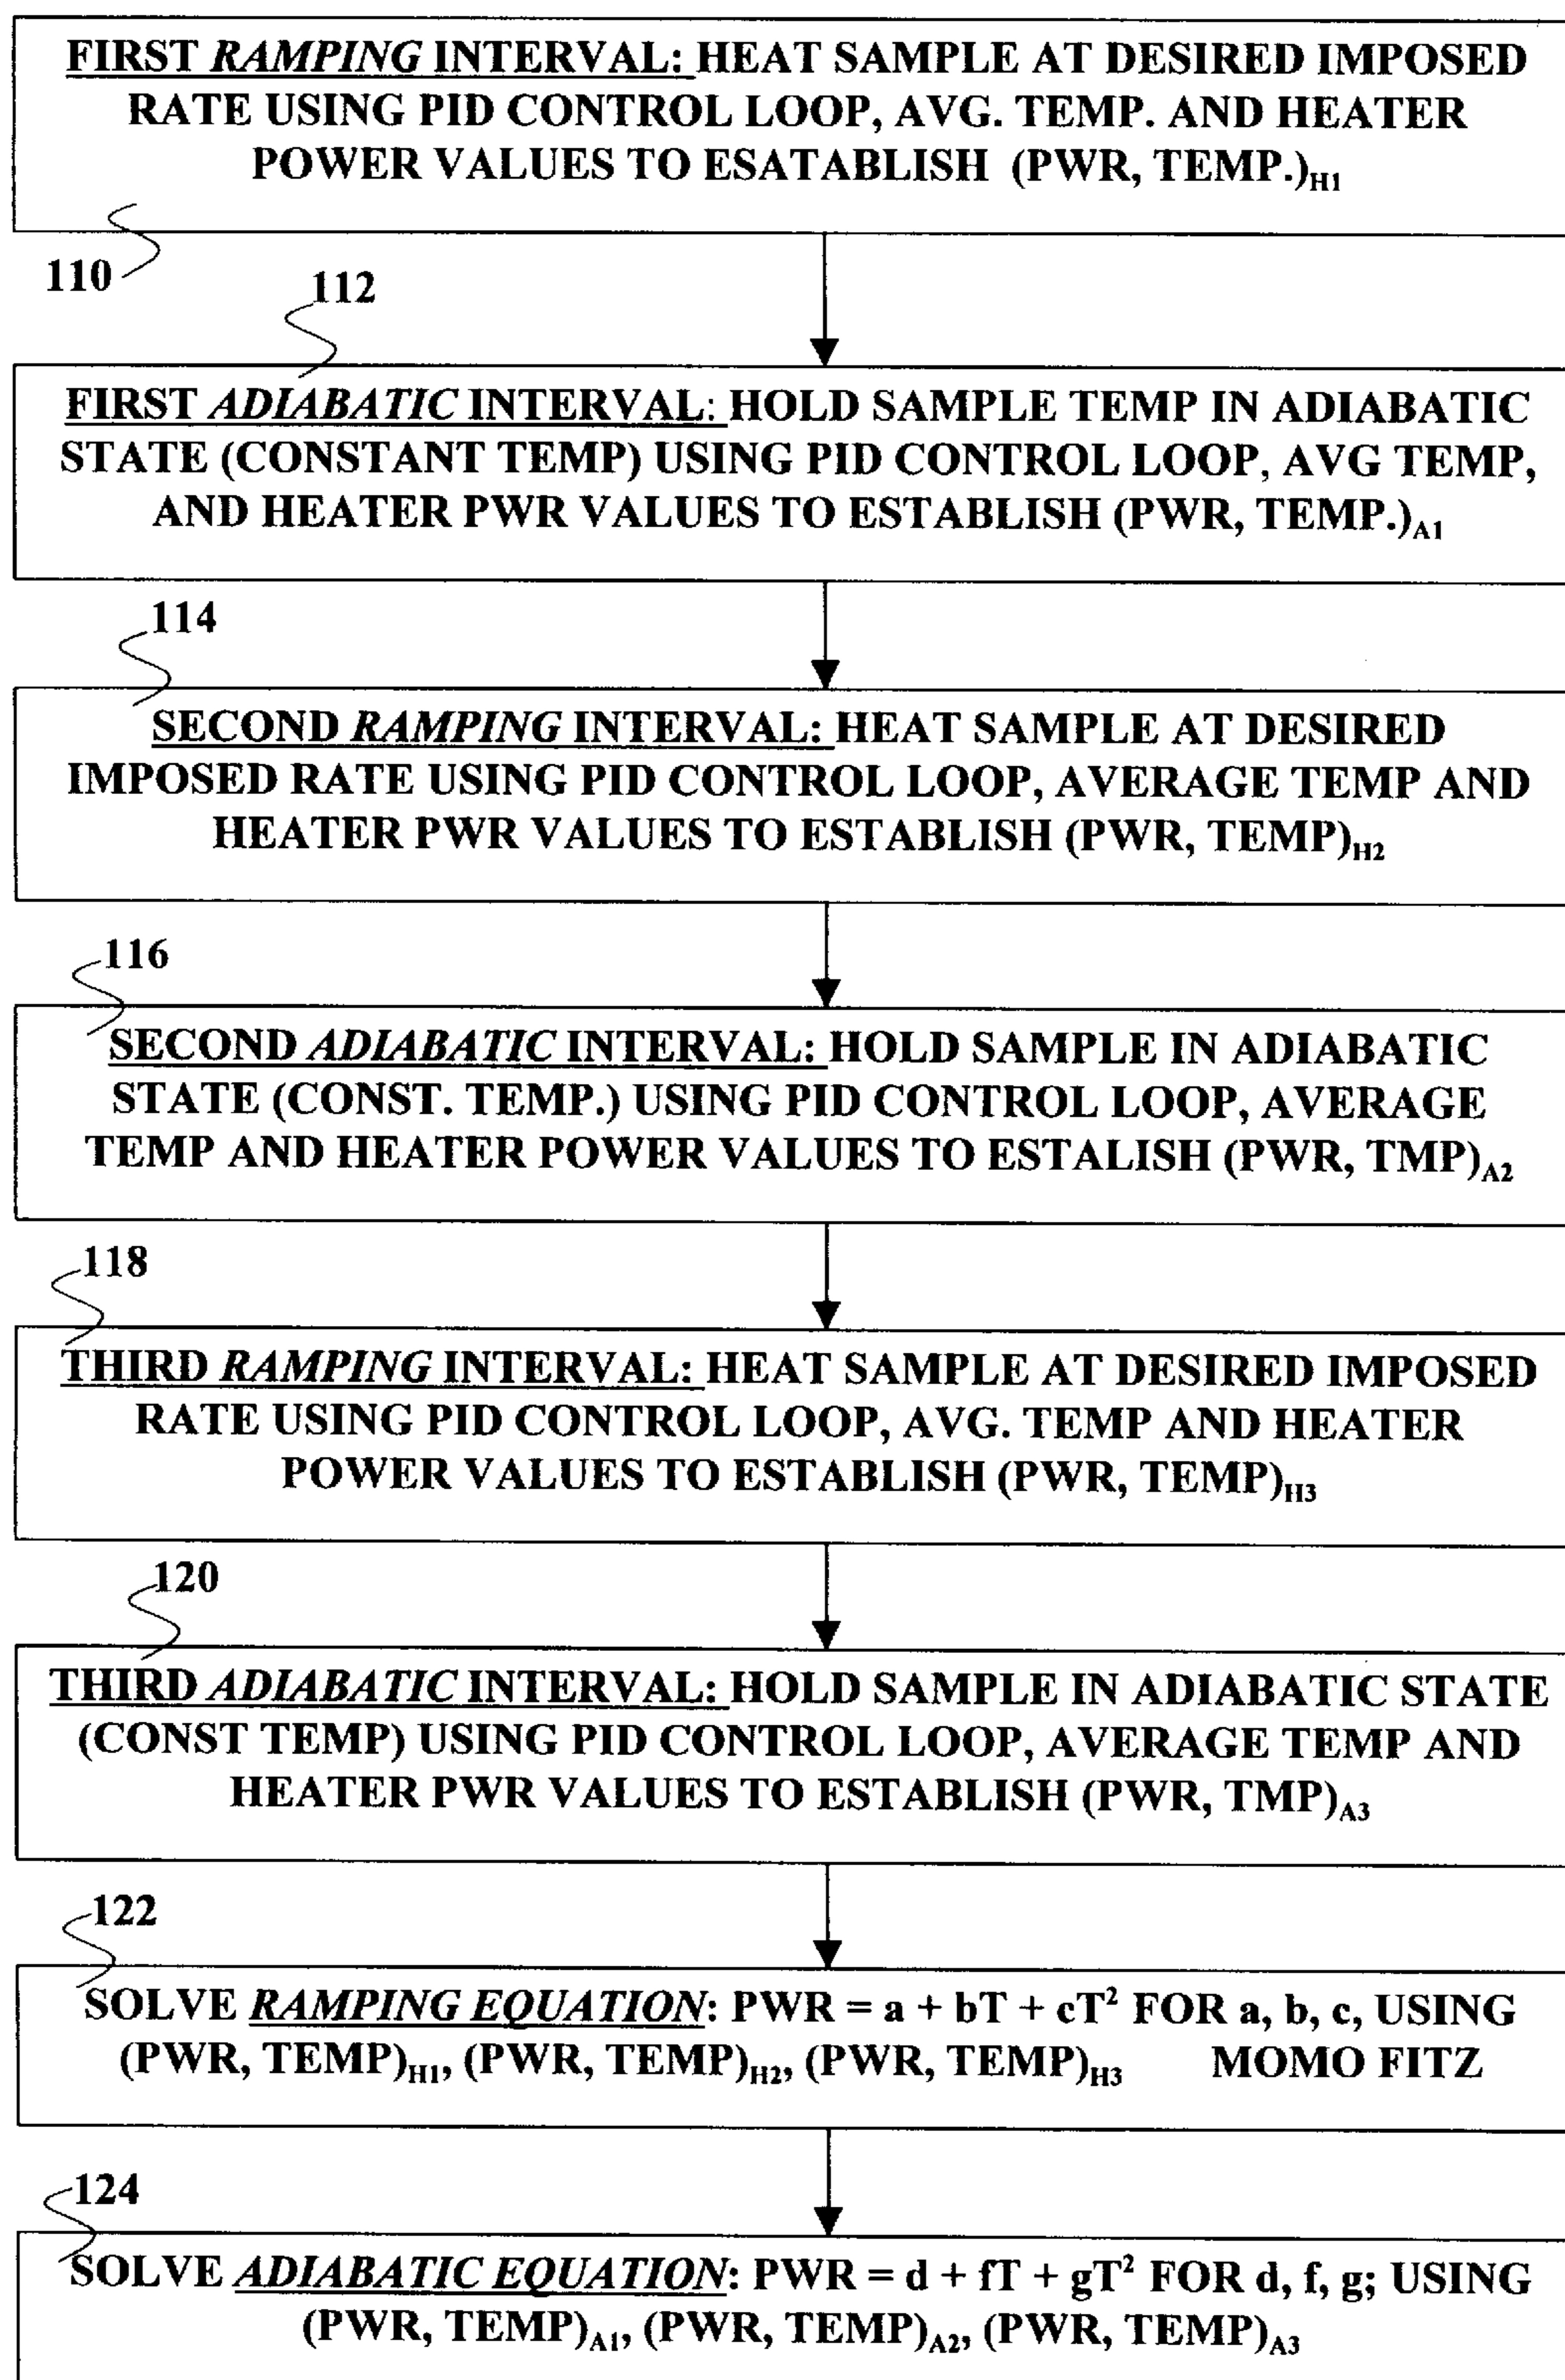 FIRST RAMPING INTERVAL: HEAT SAMPLE AT DESIRED IMPOSED
RATE USING PID CONTROL LOOP, AVG. TEMP. AND HEATER
POWER VALUES TO ESATABLISH (PWR, TEMP.)H1
110
112
FIRST ADIABATIC INTERVAL: HOLD SAMPLE TEMP IN ADIABATIC
STATE (CONSTANT TEMP) USING PID CONTROL LOOP, AVG TEMP,
AND HEATER PWR VALUES TO ESTABLISH (PWR, TEMP.)A1
114
SECOND RAMPING INTERVAL: HEAT SAMPLE AT DESIRED
IMPOSED RATE USING PID CONTROL LOOP, AVERAGE TEMP AND
HEATER PWR VALUES TO ESTABLISH (PWR, TEMP)H2
116
SECOND ADIABATIC INTERVAL: HOLD SAMPLE IN ADIABATIC
STATE (CONST. TEMP.) USING PID CONTROL LOOP, AVERAGE
TEMP AND HEATER POWER VALUES TO ESTALISH (PWR, TMP)A2
118
THIRD RAMPING INTERVAL: HEAT SAMPLE AT DESIRED IMPOSED
RATE USING PID CONTROL LOOP, AVG. TEMP AND HEATER
POWER VALUES TO ESTABLISH (PWR, TEMP)H3
120
THIRD ADIABATIC INTERVAL: HOLD SAMPLE IN ADIABATIC STATE
(CONST TEMP) USING PID CONTROL LOOP, AVERAGE TEMP AND
HEATER PWR VALUES TO ESTABLISH (PWR, TMP)A3
122
SOLVE RAMPING EQUATION: PWR = a + bT + cT² FOR a, b, c, USING
(PWR, TEMP)H1, (PWR, TEMP)H2, (PWR, TEMP)H3 MOMO FITZ
124
SOLVE ADIABATIC EQUATION: PWR = d + fT + gT² FOR d, f, g; USING
(PWR, TEMP)A1, (PWR, TEMP)A2, (PWR, TEMP)A3